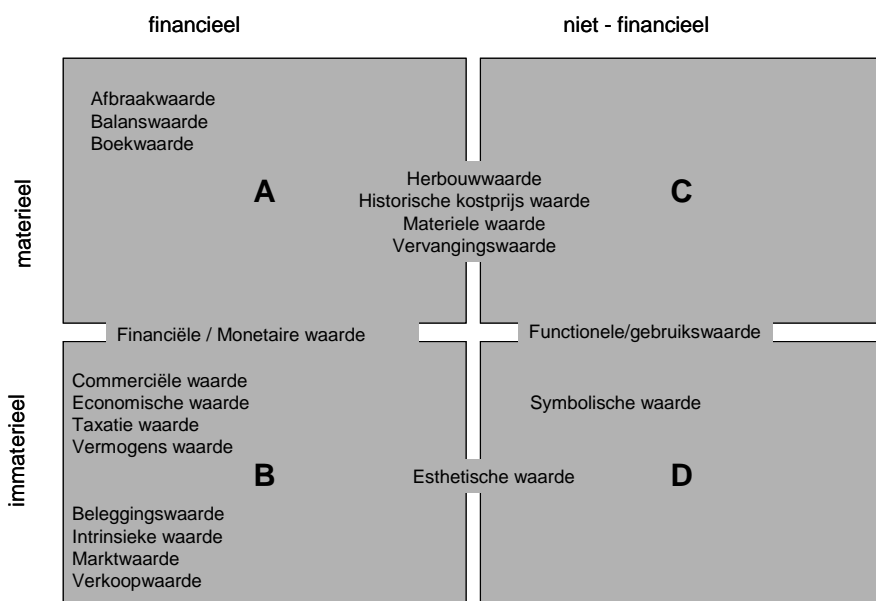 financieel
niet - financieel
materieel
Afbraakwaarde
Balanswaarde
Boekwaarde
A
Herbouwwaarde
Historische kostprijs waarde
Materiele waarde
Vervangingswaarde
C
Financiële / Monetaire waarde
Functionele/gebruikswaarde
immaterieel
Commerciële waarde
Economische waarde
Taxatie waarde
Vermogens waarde
B
Beleggingswaarde
Intrinsieke waarde
Marktwaarde
Verkoopwaarde
Esthetische waarde
Symbolische waarde
D